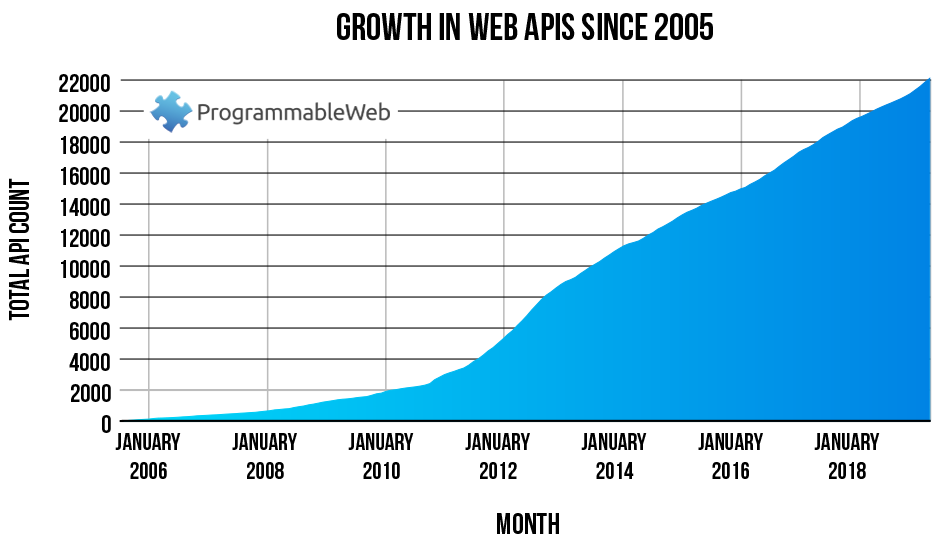 GROWTH IN WEB APIS SINCE 2005
ProgrammableWeb
TOTAL API COUNT
22000
20000
18000
16000
14000
12000
10000
8000
6000
4000
2000
0
JANUARY 2006
JANUARY 2008
JANUARY 2010
JANUARY 2012
JANUARY 2014
JANUARY 2016
JANUARY 2018
MONTH